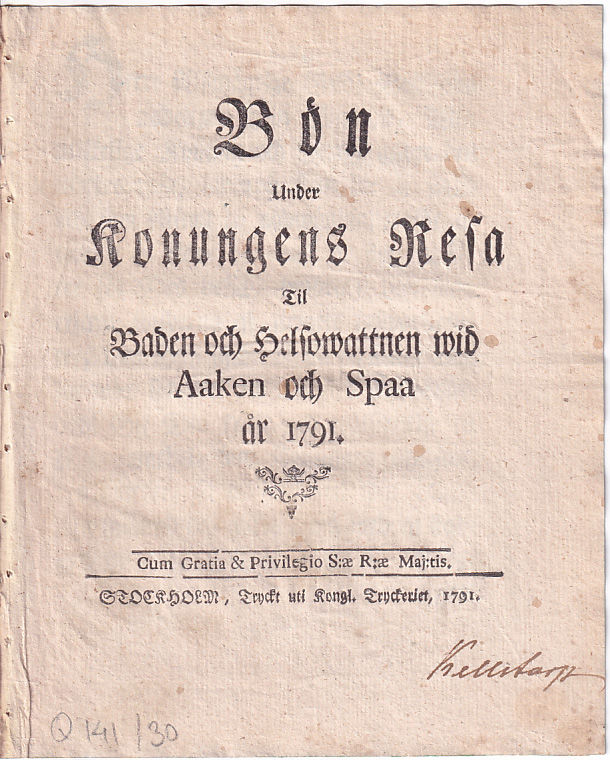 Bön
Under
Konungens Resa
Til
Baden och Helsowattnen wid
Aaken och Spaa
år 1791.
Cum Gratia & Privilegio S:æ R:æ Maj:tis.
STOCKHOLM, Tryckt uti Kongl. Tryckeriet, 1791.
Kellstorp
Q 141/30